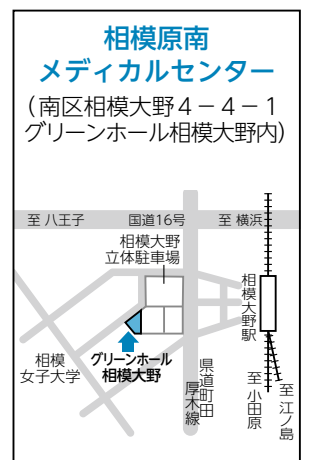 相模原南
メディカルセンター
(南区相模大野4－4－1
グリーンホール相模大野内)
至 八王子
国道16号
至 横浜
相模大野
立体駐車場
相模大野駅
相模
女子大学
グリーンホール
相模大野
県道町田
厚木線
至 小田原
至 江ノ島